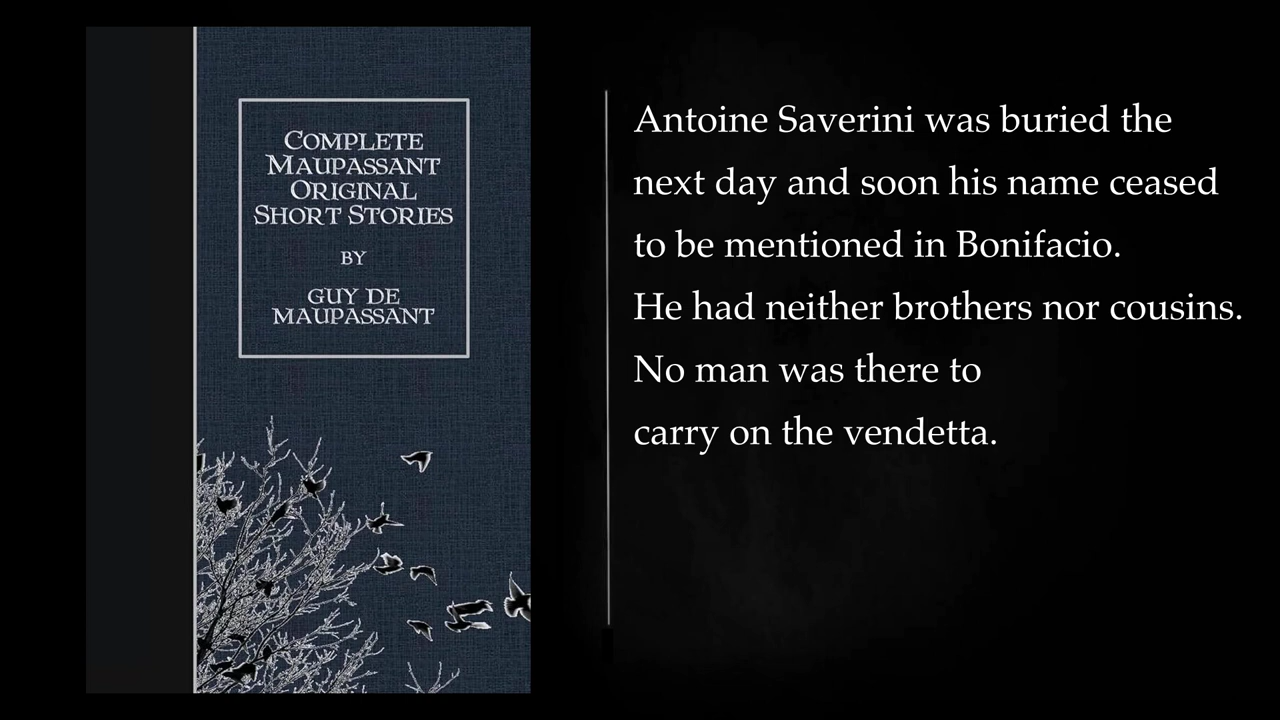 COMPLETE
MAUPASSANT
ORIGINAL
SHORT STORIES
BY
GUY DE
MAUPASSANT
Antoine Saverini was buried the
next day and soon his name ceased
to be mentioned in Bonifacio.
He had neither brothers nor cousins.
No man was there to
carry on the vendetta.